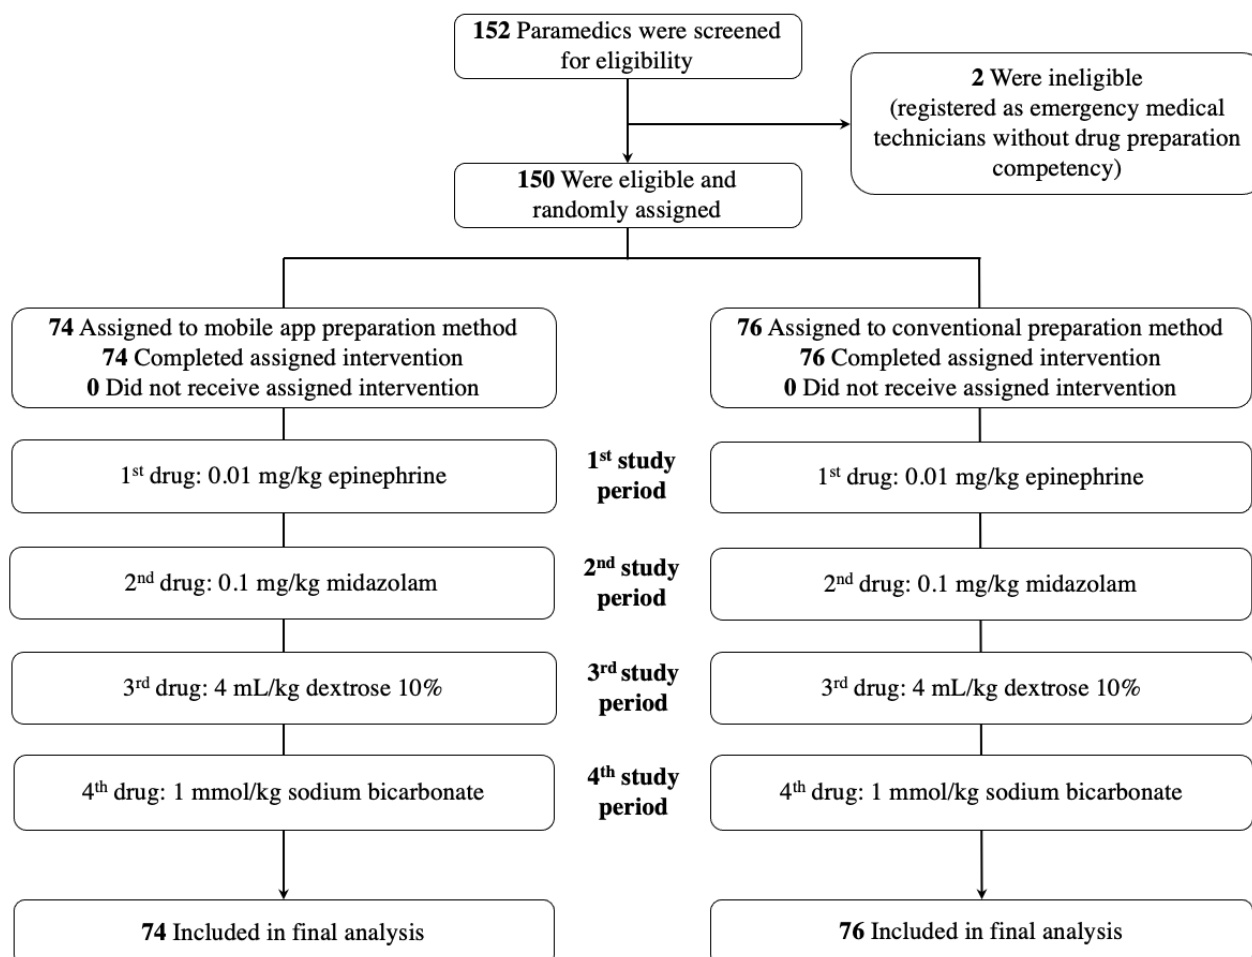 152 Paramedics were screened
for eligibility
2 Were ineligible
(registered as emergency medical
technicians without drug preparation
competency)
150 Were eligible and
randomly assigned
74 Assigned to mobile app preparation method
74 Completed assigned intervention
0 Did not receive assigned intervention
76 Assigned to conventional preparation method
76 Completed assigned intervention
0 Did not receive assigned intervention
1st drug: 0.01 mg/kg epinephrine
1st study
period
1st drug: 0.01 mg/kg epinephrine
2nd drug: 0.1 mg/kg midazolam
2nd study
period
2nd drug: 0.1 mg/kg midazolam
3rd drug: 4 mL/kg dextrose 10%
3rd study
period
3rd drug: 4 mL/kg dextrose 10%
4th drug: 1 mmol/kg sodium bicarbonate
4th study
period
4th drug: 1 mmol/kg sodium bicarbonate
74 Included in final analysis
76 Included in final analysis